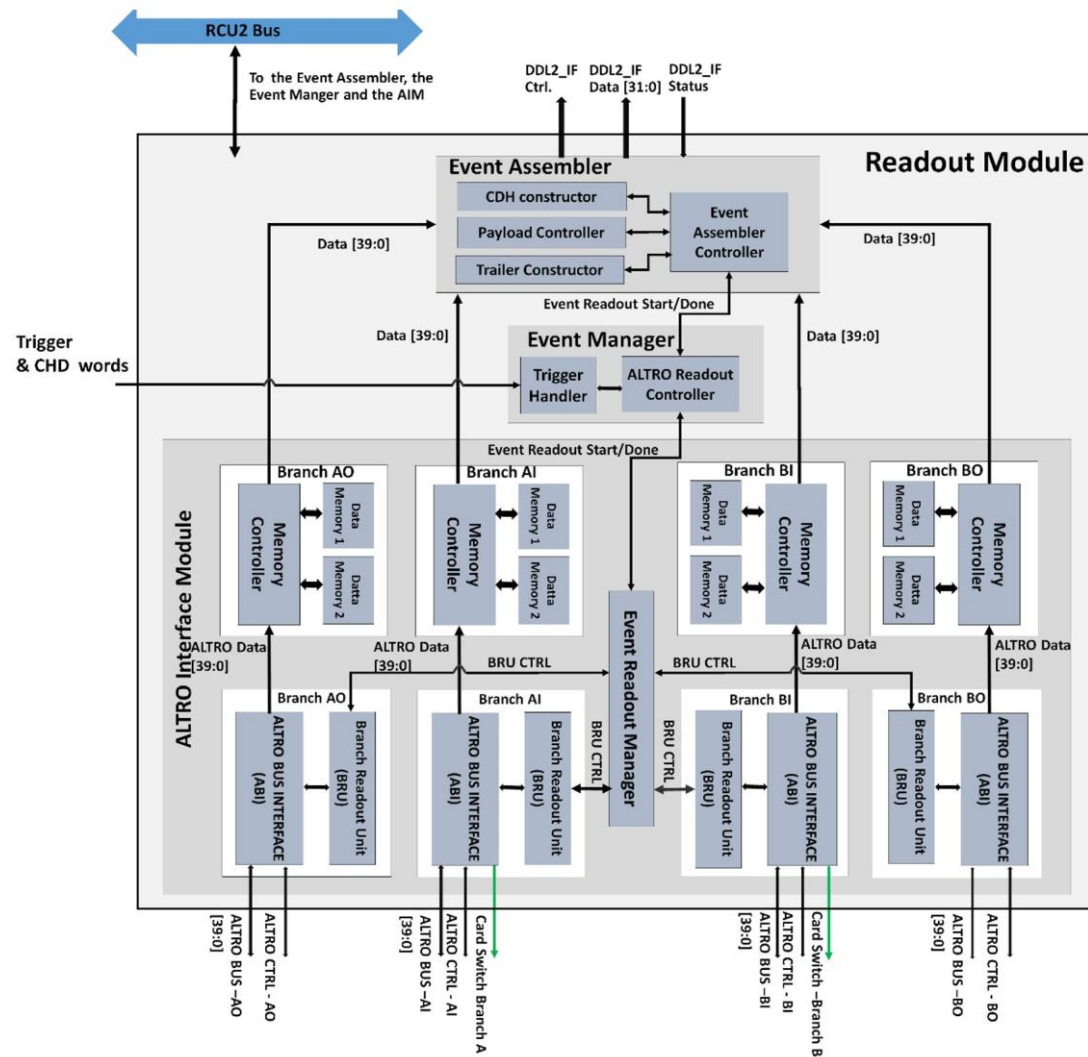 RCU2 Bus
To the Event Assembler, the
Event Manger and the AIM
DDL2_IF
Ctrl.
DDL2_IF
Data [31:0]
DDL2_IF
Status
Readout Module
Event Assembler
CDH constructor
Payload Controller
Trailer Constructor
Event
Assembler
Controller
Data [39:0]
Data [39:0]
Event Readout Start/Done
Data [39:0]
Data [39:0]
Trigger
& CHD words
Event Manager
Trigger
Handler
ALTRO Readout
Controller
Event Readout Start/Done
ALTRO Interface Module
Branch AO
Memory
Controller
Data
Memory 1
Datta
Memory 2
Branch AI
Memory
Controller
Data
Memory 1
Datta
Memory 2
Branch BI
Data
Memory 1
Datta
Memory 2
Memory
Controller
Branch BO
Data
Memory 1
Datta
Memory 2
Memory
Controller
Event Readout Manager
ALTRO Data
[39:0]
ALTRO Data
[39:0]
ALTRO Data
[39:0]
ALTRO Data
[39:0]
BRU CTRL
BRU CTRL
Branch AO
ALTRO BUS INTERFACE
(ABI)
Branch Readout Unit
(BRU)
Branch AI
ALTRO BUS INTERFACE
(ABI)
Branch Readout Unit
(BRU)
BRU CTRL
BRU CTRL
Branch BI
Branch Readout Unit
(BRU)
ALTRO BUS INTERFACE
(ABI)
Branch BO
Branch Readout Unit
(BRU)
ALTRO BUS INTERFACE
(ABI)
ALTRO BUS –AO
[39:0]
ALTRO CTRL - AO
ALTRO BUS –AI
[39:0]
ALTRO CTRL - AI
Card Switch Branch A
ALTRO BUS –BI
[39:0]
ALTRO CTRL - BI
Card Switch –Branch B
ALTRO BUS –BO
[39:0]
ALTRO CTRL - BO